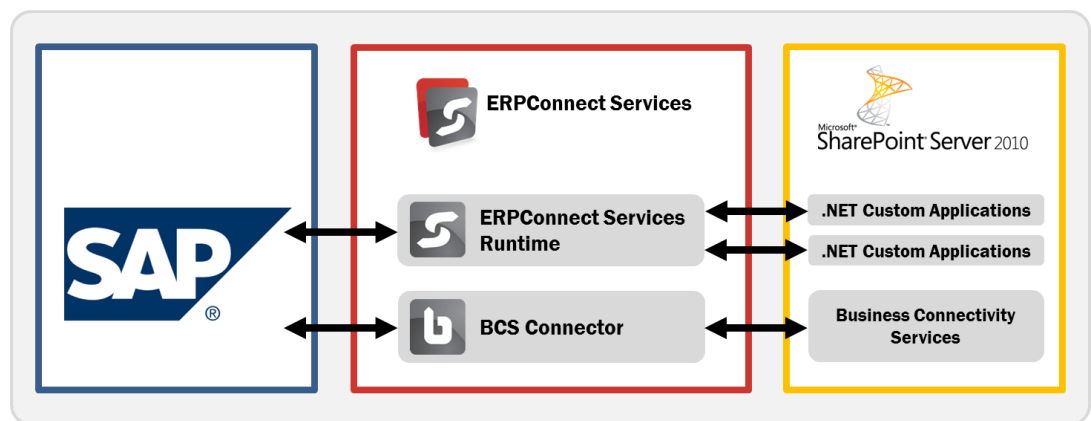 SAP
®
ERPConnect Services
ERPConnect Services
Runtime
BCS Connector
Microsoft®
SharePoint® Server 2010
.NET Custom Applications
.NET Custom Applications
Business Connectivity
Services